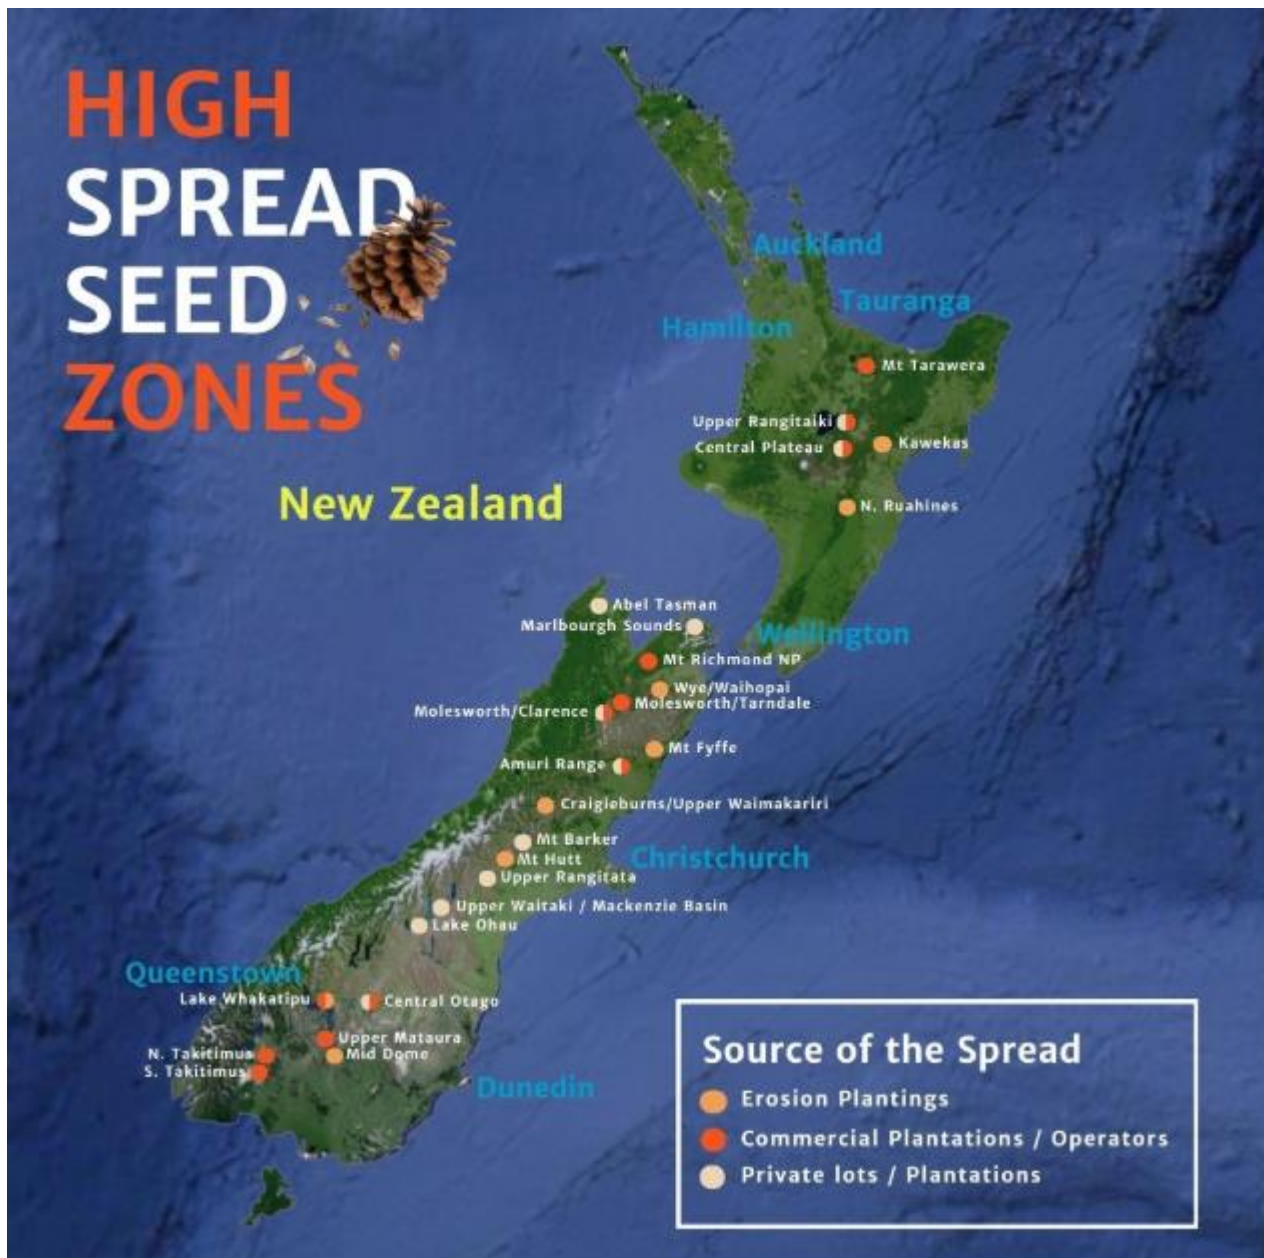 HIGH
SPREAD
SEED
ZONES
New Zealand
Auckland
Tauranga
Hamilton
Mt Tarawera
Upper Rangitaiki
Central Plateau
Kawekas
N. Ruahines
Abel Tasman
Marlbourgh Sounds
Wellington
Mt Richmond NP
Wye/Waihopai
Molesworth/Tarndale
Molesworth/Clarence
Mt Fyffe
Amuri Range
Craigieburns/Upper Waimakariri
Mt Barker
Mt Hutt
Christchurch
Upper Rangitata
Upper Waitaki / Mackenzie Basin
Lake Ohau
Queenstown
Lake Whakatipu
Central Otago
Upper Mataura
N. Takitimus
Mid Dome
S. Takitimus
Dunedin
Source of the Spread
Erosion Plantings
Commercial Plantations / Operators
Private lots / Plantations